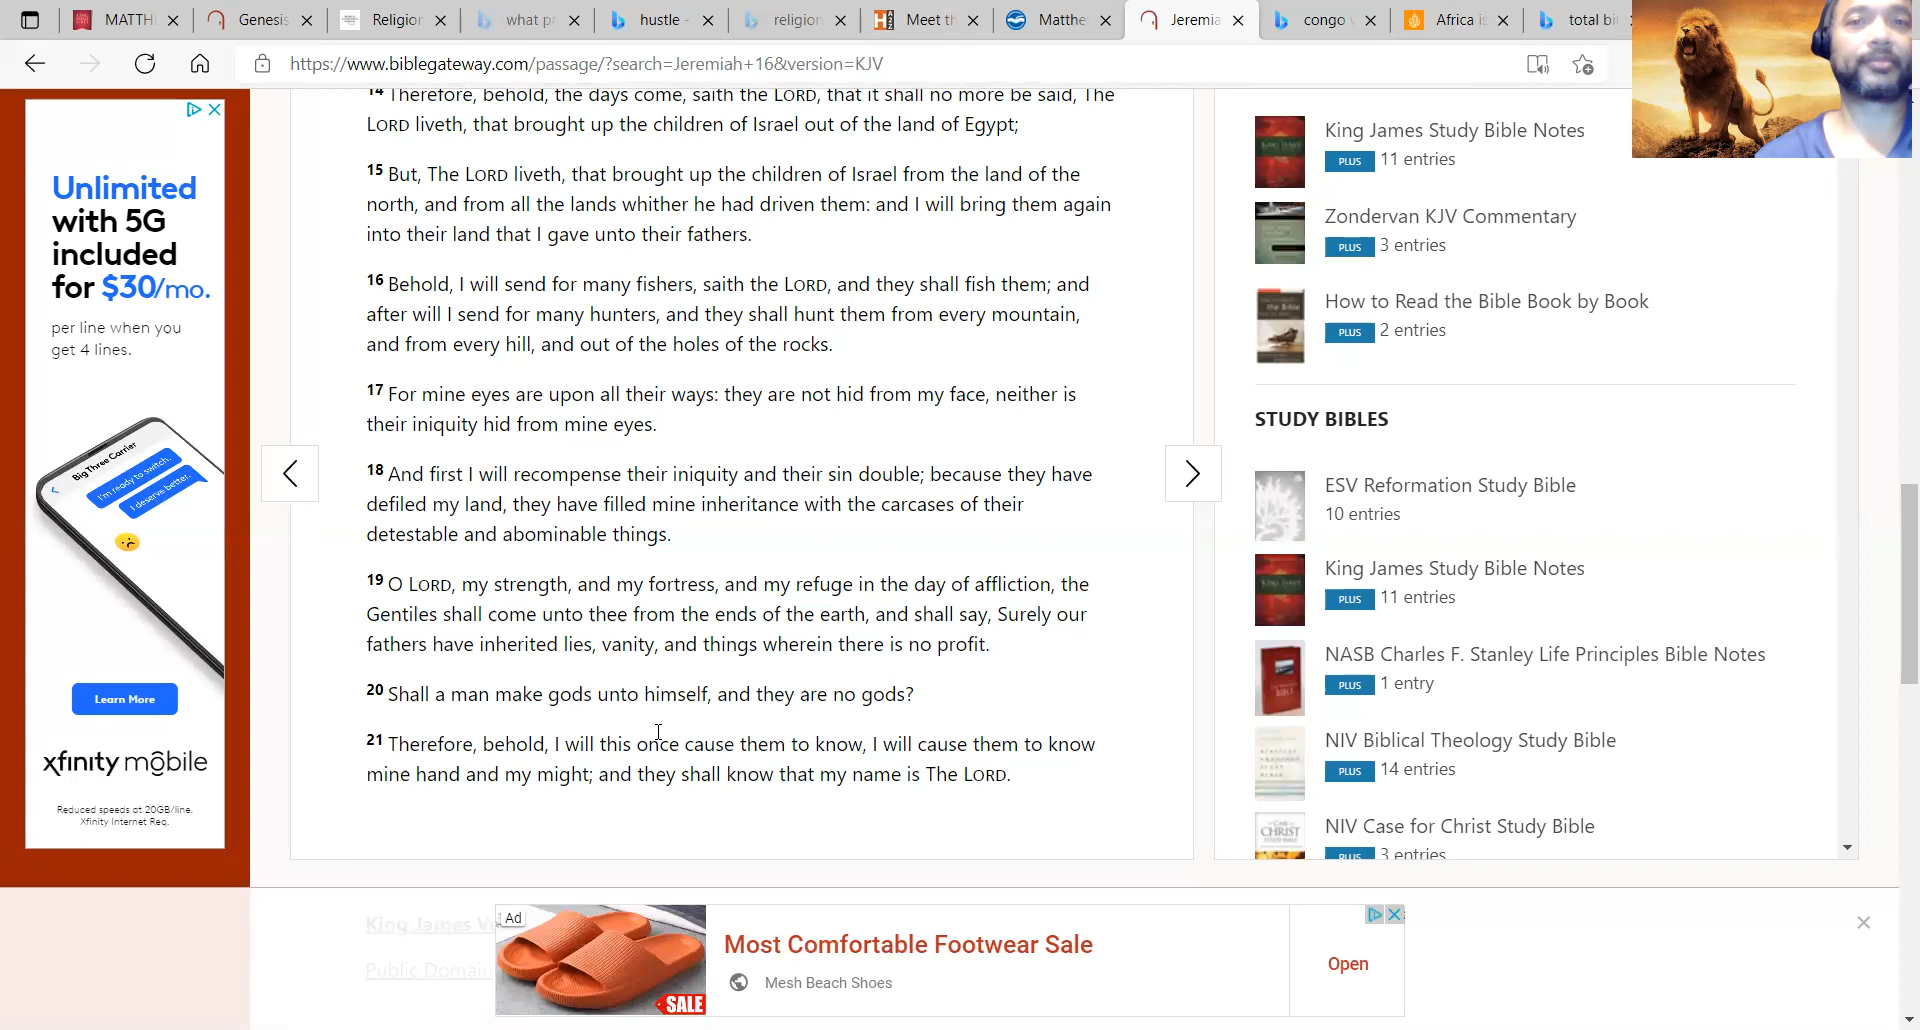 MATTH
Genesis
Religion
what pr
hustle -
religion
Meet th
Matthe
Jeremia
congo
Africa is
total bi
https://www.biblegateway.com/passage/?search=Jeremiah+16&version=KJV
Unlimited
with 5G
included
for $30/mo.
per line when you
get 4 lines.
Big Three Carrier
I'm ready to switch.
I deserve better.
Learn More
xfinity mobile
Reduced speeds at 20GB/line.
Xfinity Internet Req.
14 Therefore, behold, the days come, saith the LORD, that it shall no more be said, The
LORD liveth, that brought up the children of Israel out of the land of Egypt;
15 But, The LORD liveth, that brought up the children of Israel from the land of the
north, and from all the lands whither he had driven them: and I will bring them again
into their land that I gave unto their fathers.
16 Behold, I will send for many fishers, saith the LORD, and they shall fish them; and
after will I send for many hunters, and they shall hunt them from every mountain,
and from every hill, and out of the holes of the rocks.
17 For mine eyes are upon all their ways: they are not hid from my face, neither is
their iniquity hid from mine eyes.
18 And first I will recompense their iniquity and their sin double; because they have
defiled my land, they have filled mine inheritance with the carcases of their
detestable and abominable things.
19 O LORD, my strength, and my fortress, and my refuge in the day of affliction, the
Gentiles shall come unto thee from the ends of the earth, and shall say, Surely our
fathers have inherited lies, vanity, and things wherein there is no profit.
20 Shall a man make gods unto himself, and they are no gods?
21 Therefore, behold, I will this once cause them to know, I will cause them to know
mine hand and my might; and they shall know that my name is The LORD.
King James Study Bible Notes
PLUS 11 entries
Zondervan KJV Commentary
PLUS 3 entries
How to Read the Bible Book by Book
PLUS 2 entries
STUDY BIBLES
ESV Reformation Study Bible
10 entries
King James Study Bible Notes
PLUS 11 entries
NASB Charles F. Stanley Life Principles Bible Notes
PLUS 1 entry
NIV Biblical Theology Study Bible
PLUS 14 entries
NIV Case for Christ Study Bible
PLUS 3 entries
King James Ve
Public Domain
Ad
SALE
Most Comfortable Footwear Sale
Mesh Beach Shoes
Open